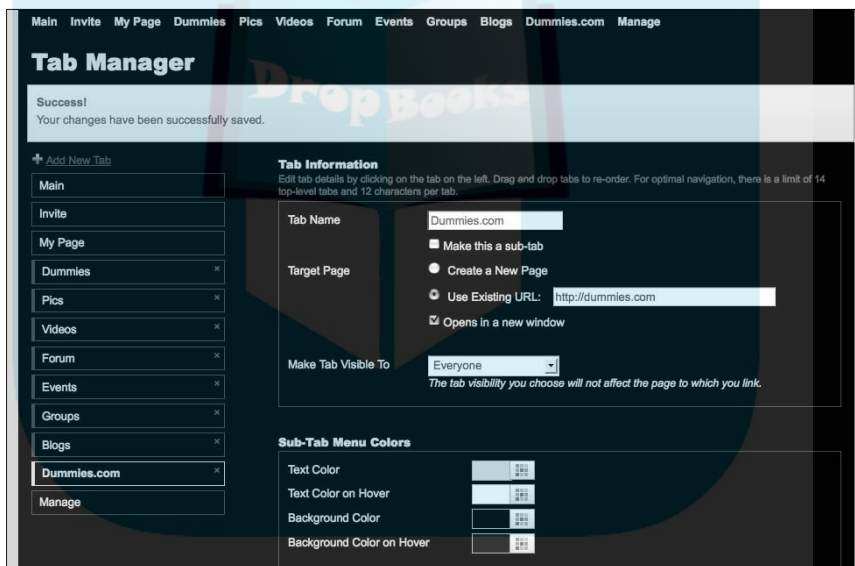 Main Invite My Page Dummies Pics Videos Forum Events Groups Blogs Dummies.com Manage
Tab Manager
DropBooks
Success!
Your changes have been successfully saved.
Add New Tab
Main
Invite
My Page
Dummies
Pics
Videos
Forum
Events
Groups
Blogs
Dummies.com
Manage
Tab Information
Edit tab details by clicking on the tab on the left. Drag and drop tabs to re-order. For optimal navigation, there is a limit of 14
top-level tabs and 12 characters per tab.
Tab Name Dummies.com
Make this a sub-tab
Target Page Create a New Page
Use Existing URL: http://dummies.com
Opens in a new window
Make Tab Visible To Everyone
The tab visibility you choose will not affect the page to which you link.
Sub-Tab Menu Colors
Text Color
Text Color on Hover
Background Color
Background Color on Hover